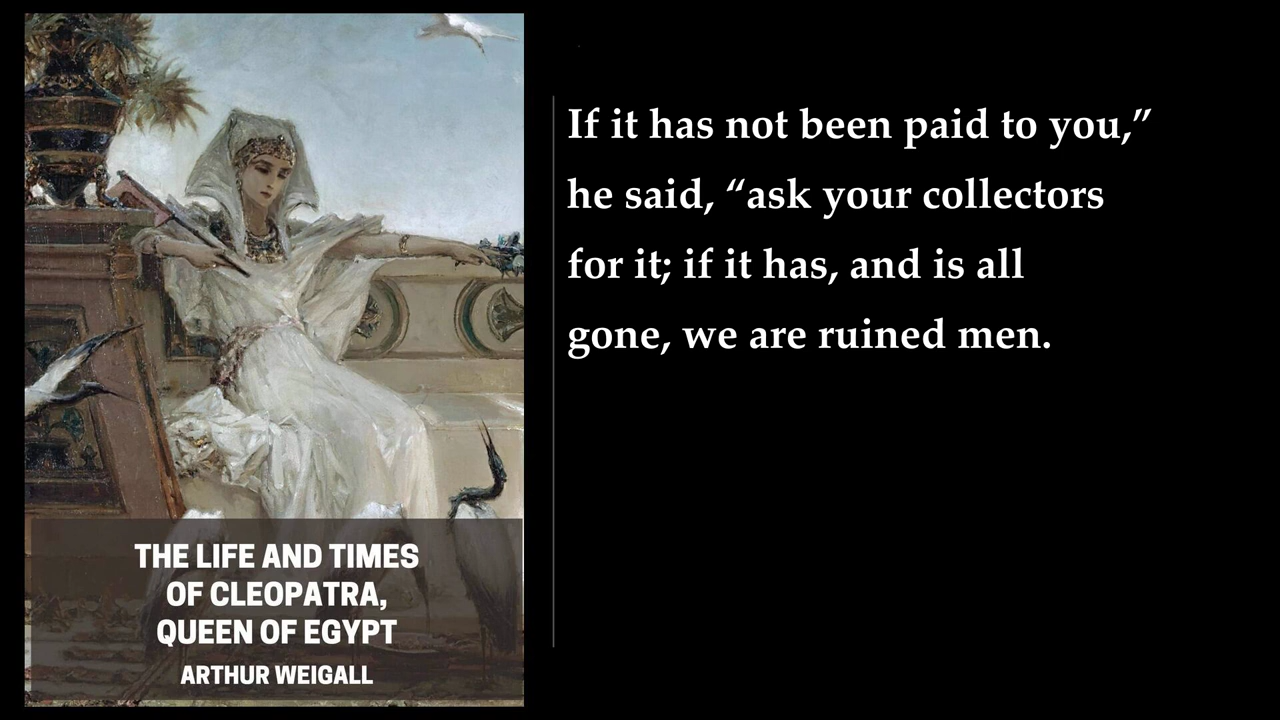 If it has not been paid to you,”
he said, “ask your collectors
for it; if it has, and is all
gone, we are ruined men.
THE LIFE AND TIMES
OF CLEOPATRA,
QUEEN OF EGYPT
ARTHUR WEIGALL